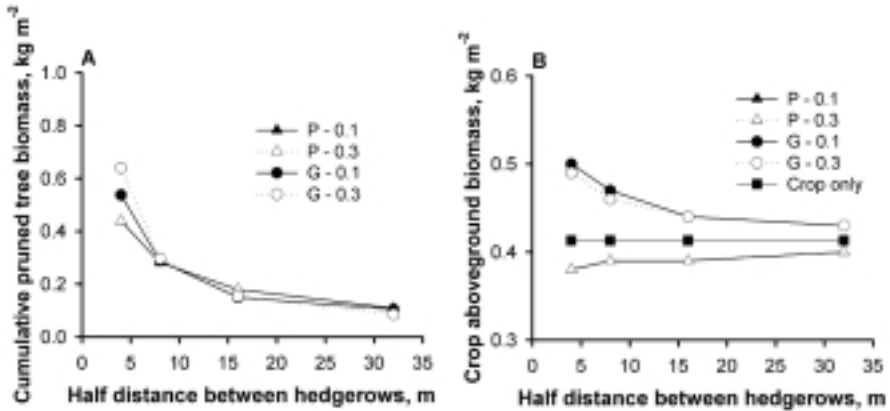 A
Cumulative pruned tree biomass, kg m⁻²
1.0
0.8
0.6
0.4
0.2
0.0
P - 0.1
P - 0.3
G - 0.1
G - 0.3
0 5 10 15 20 25 30 35
Half distance between hedgerows, m
B
Crop aboveground biomass, kg m⁻²
0.6
0.5
0.4
0.3
P - 0.1
P - 0.3
G - 0.1
G - 0.3
Crop only
0 5 10 15 20 25 30 35
Half distance between hedgerows, m